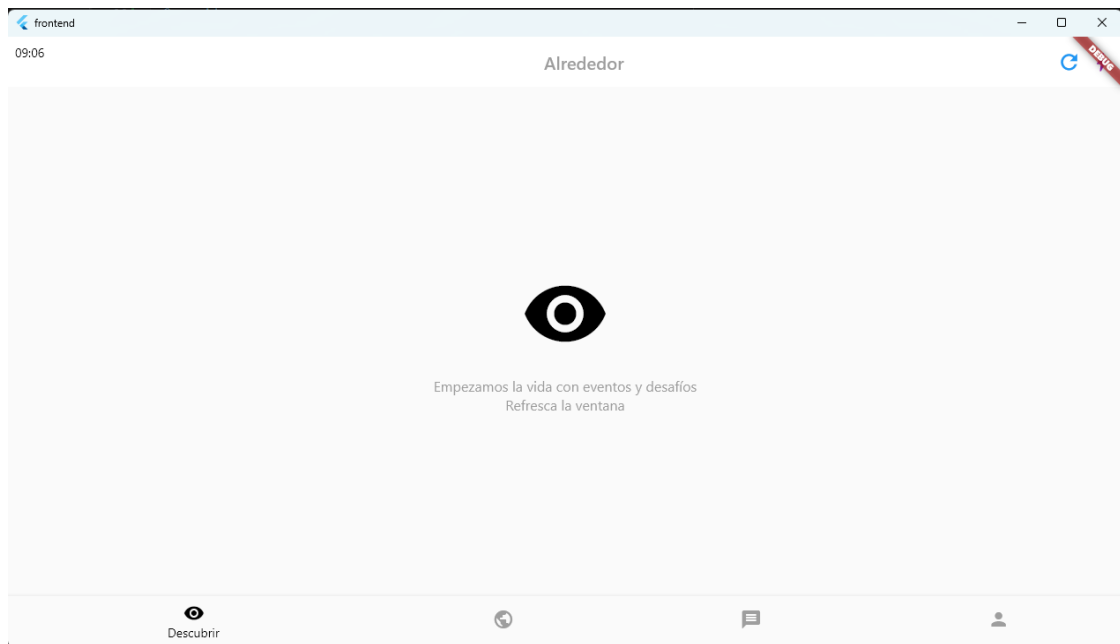 frontend
09:06
Alrededor
DEBUG
Empezamos la vida con eventos y desafíos
Refresca la ventana
Descubrir